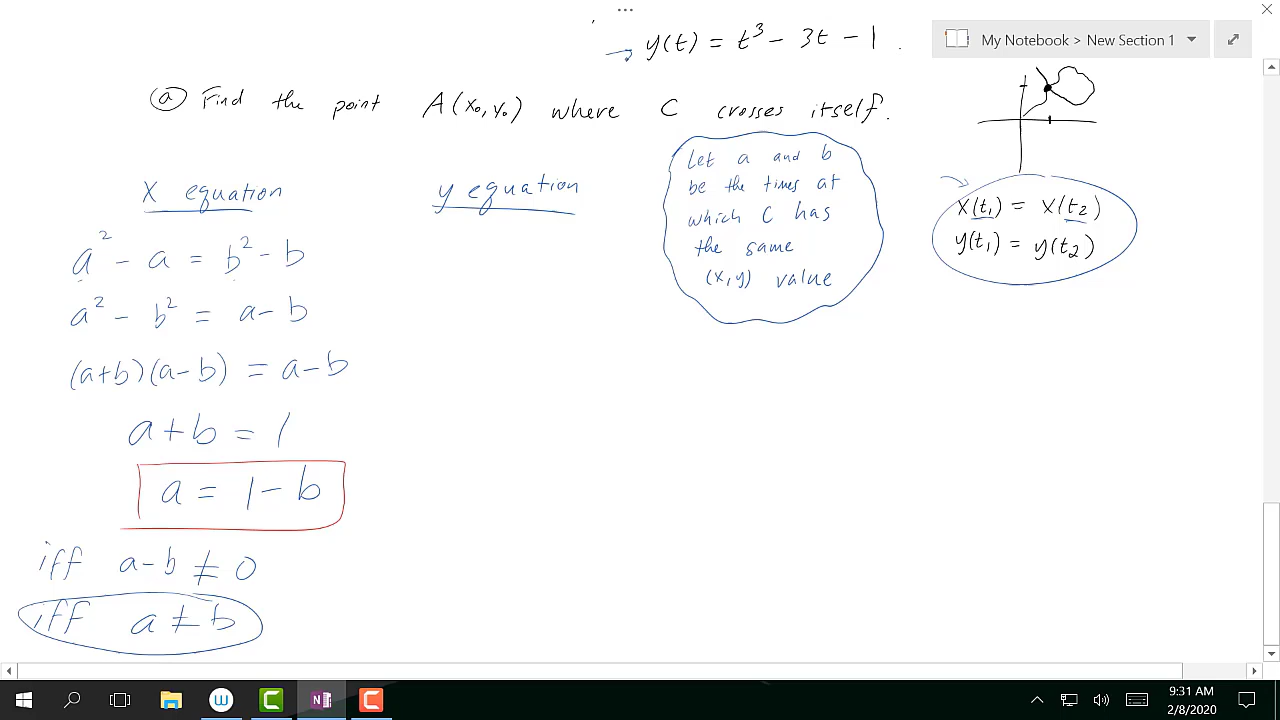 y(t) = t³ - 3t - 1 .
My Notebook > New Section 1
ⓐ Find the point A(x₀,y₀) where C crosses itself.
x equation
a² - a = b² - b
a² - b² = a - b
(a+b)(a-b) = a-b
a+b = 1
a = 1-b
iff a-b ≠ 0
iff a ≠ b
y equation
Let a and b
be the times at
which C has
the same
(x,y) value
x(t₁) = x(t₂)
y(t₁) = y(t₂)
9:31 AM
2/8/2020